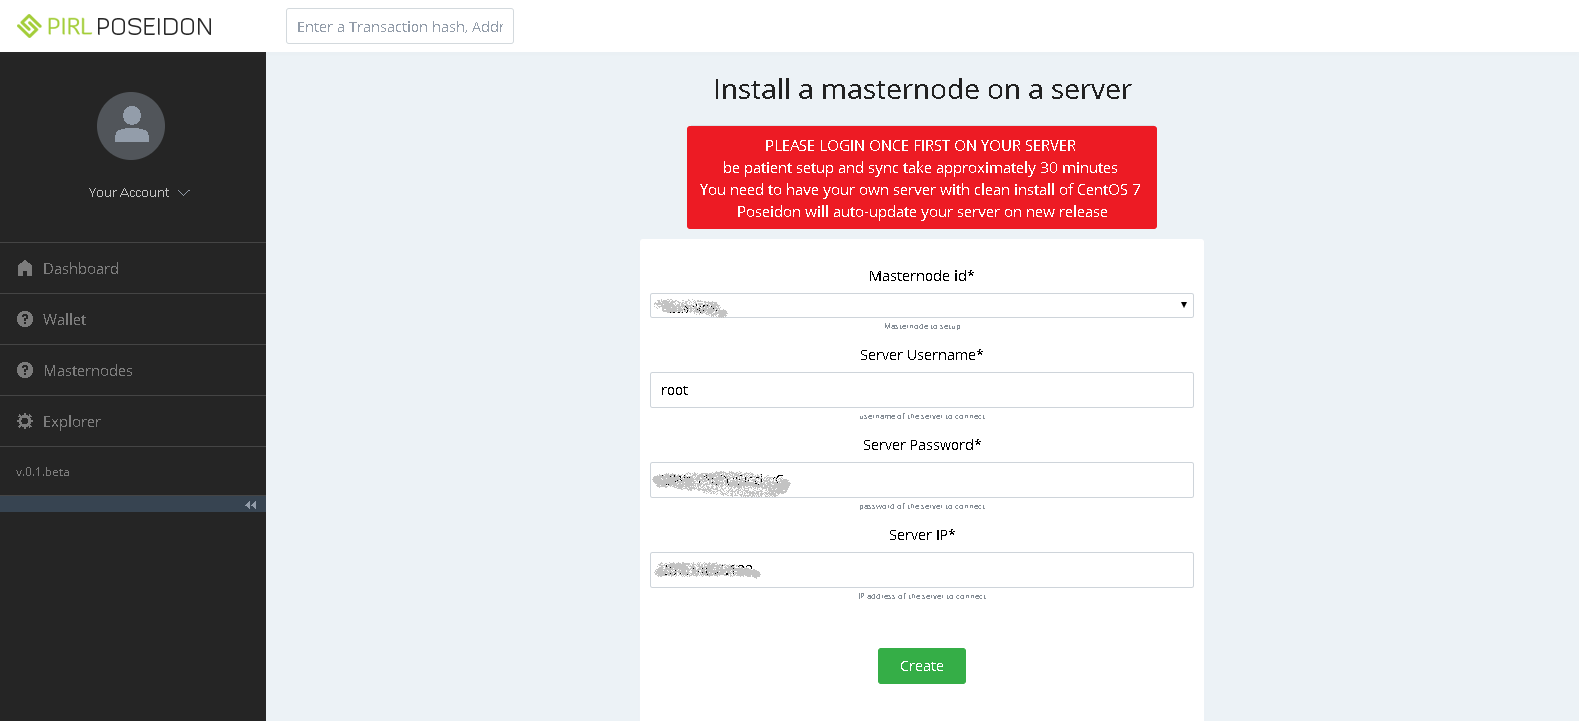 PIRL POSEIDON
Enter a Transaction hash, Addr
Your Account
Dashboard
Wallet
Masternodes
Explorer
v.0.1.beta
Install a masternode on a server
PLEASE LOGIN ONCE FIRST ON YOUR SERVER
be patient setup and sync take approximately 30 minutes
You need to have your own server with clean install of CentOS 7
Poseidon will auto-update your server on new release
Masternode id*
Masternode to setup
Server Username*
root
username of the server to connect
Server Password*
password of the server to connect
Server IP*
IP address of the server to connect
Create